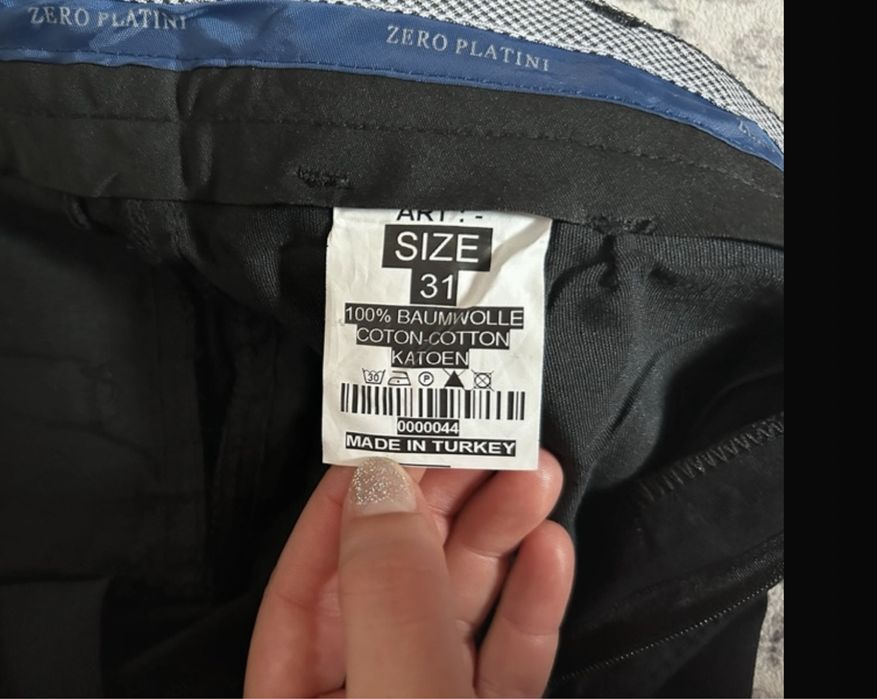 ZERO PLATINI
ZERO PLATINI
ART : -
SIZE
31
100% BAUMWOLLE
COTON-COTTON
KATOEN
30 P
0000044
MADE IN TURKEY